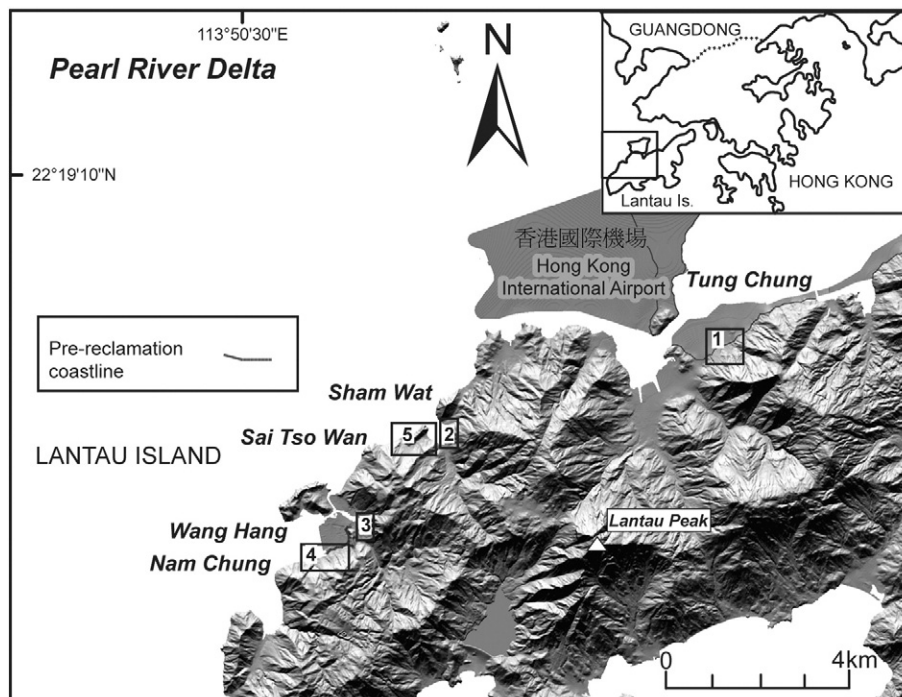 113°50'30"E
Pearl River Delta
N
GUANGDONG
HONG KONG
Lantau Is.
22°19'10"N
香港國際機場
Hong Kong
International Airport
Tung Chung
1
Pre-reclamation
coastline
Sham Wat
5
2
Sai Tso Wan
LANTAU ISLAND
Wang Hang
3
4
Nam Chung
Lantau Peak
0
4km